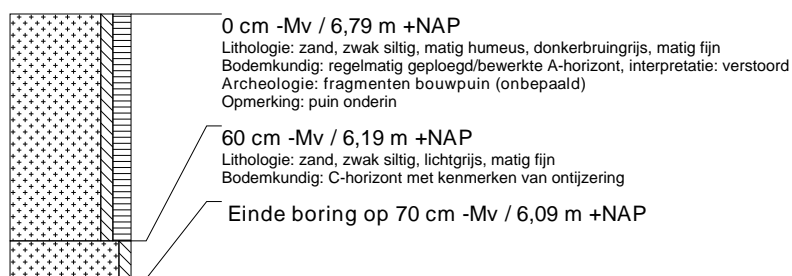 0 cm -Mv / 6,79 m +NAP
Lithologie: zand, zwak siltig, matig humeus, donkerbruingrijs, matig fijn
Bodemkundig: regelmatig geploegd/bewerkte A-horizont, interpretatie: verstoord
Archeologie: fragmenten bouwpuin (onbepaald)
Opmerking: puin onderin
60 cm -Mv / 6,19 m +NAP
Lithologie: zand, zwak siltig, lichtgrijs, matig fijn
Bodemkundig: C-horizont met kenmerken van ontijzering
Einde boring op 70 cm -Mv / 6,09 m +NAP